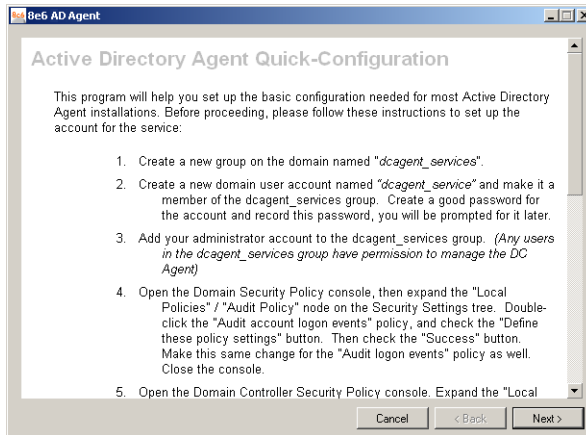 8e6 AD Agent
Active Directory Agent Quick-Configuration
This program will help you set up the basic configuration needed for most Active Directory
Agent installations. Before proceeding, please follow these instructions to set up the
account for the service:
1. Create a new group on the domain named "dcagent_services".
2. Create a new domain user account named "dcagent_service" and make it a
member of the dcagent_services group. Create a good password for
the account and record this password, you will be prompted for it later.
3. Add your administrator account to the dcagent_services group. (Any users
in the dcagent_services group have permission to manage the DC
Agent)
4. Open the Domain Security Policy console, then expand the "Local
Policies" / "Audit Policy" node on the Security Settings tree. Double-
click the "Audit account logon events" policy, and check the "Define
these policy settings" button. Then check the "Success" button.
Make this same change for the "Audit logon events" policy as well.
Close the console.
5. Open the Domain Controller Security Policy console. Expand the "Local
Cancel < Back Next >